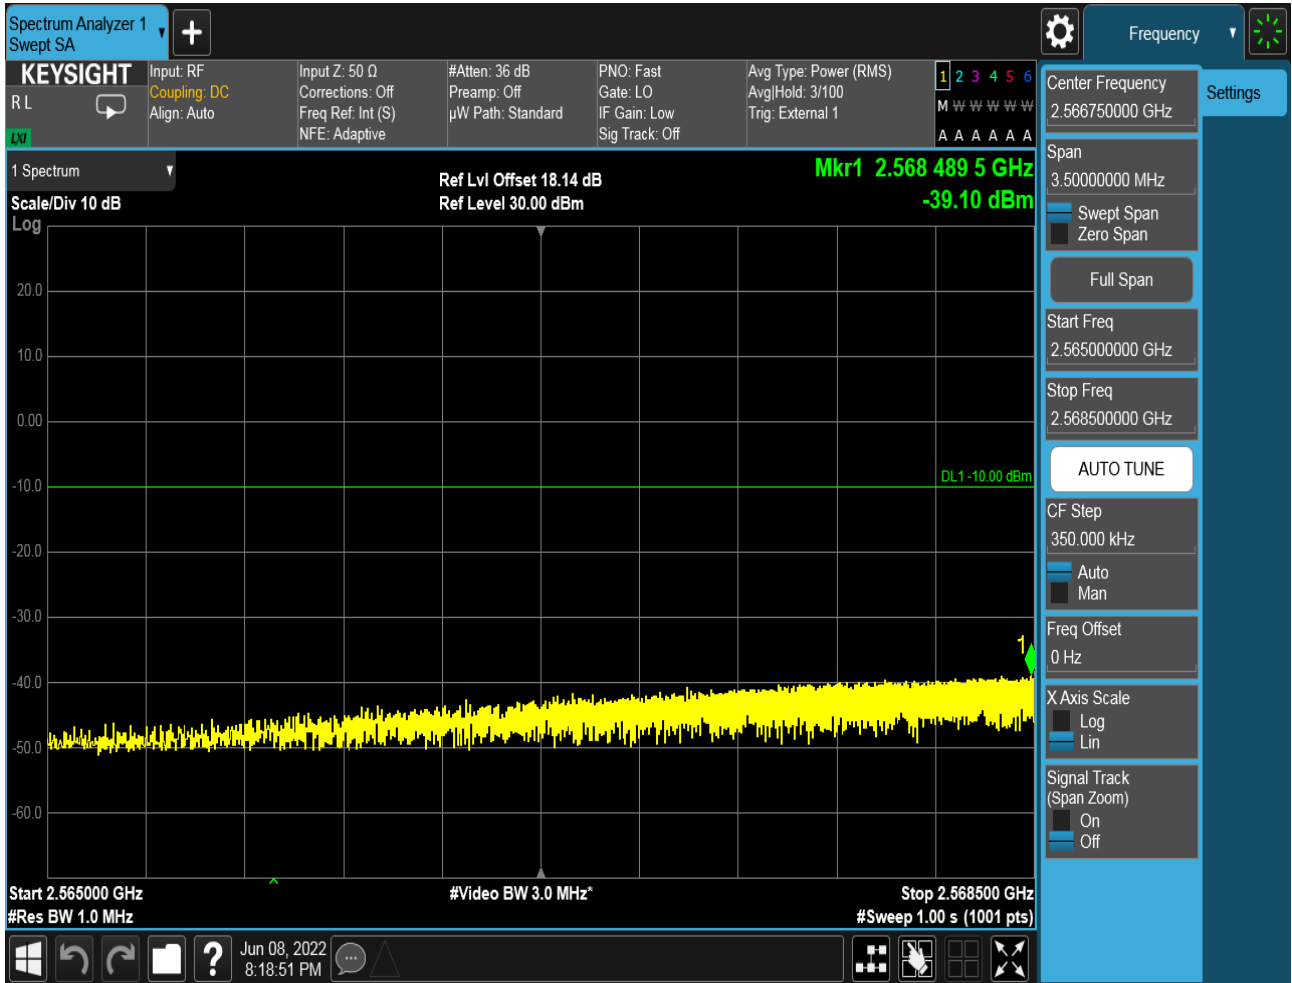 Spectrum Analyzer 1
Swept SA
Frequency
KEYSIGHT
R L
LXI
Input: RF
Coupling: DC
Align: Auto
Input Z: 50 Ω
Corrections: Off
Freq Ref: Int (S)
NFE: Adaptive
#Atten: 36 dB
Preamp: Off
µW Path: Standard
PNO: Fast
Gate: LO
IF Gain: Low
Sig Track: Off
Avg Type: Power (RMS)
Avg|Hold: 3/100
Trig: External 1
1 2 3 4 5 6
M W W W W W
A A A A A A
1 Spectrum
Scale/Div 10 dB
Log
Ref Lvl Offset 18.14 dB
Ref Level 30.00 dBm
Mkr1 2.568 489 5 GHz
-39.10 dBm
20.0
10.0
0.00
-10.0
-20.0
-30.0
-40.0
-50.0
-60.0
DL1 -10.00 dBm
1
Start 2.565000 GHz
#Res BW 1.0 MHz
#Video BW 3.0 MHz*
Stop 2.568500 GHz
#Sweep 1.00 s (1001 pts)
Jun 08, 2022
8:18:51 PM
Center Frequency
2.566750000 GHz
Span
3.50000000 MHz
Swept Span
Zero Span
Full Span
Start Freq
2.565000000 GHz
Stop Freq
2.568500000 GHz
AUTO TUNE
CF Step
350.000 kHz
Auto
Man
Freq Offset
0 Hz
X Axis Scale
Log
Lin
Signal Track
(Span Zoom)
On
Off
Settings